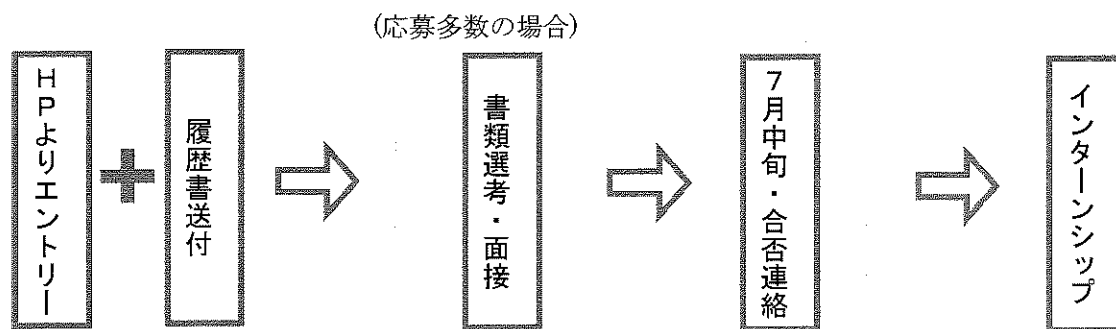 (応募多数の場合)
HPよりエントリー
履歴書送付
書類選考・面接
7月中旬・合否連絡
インターンシップ